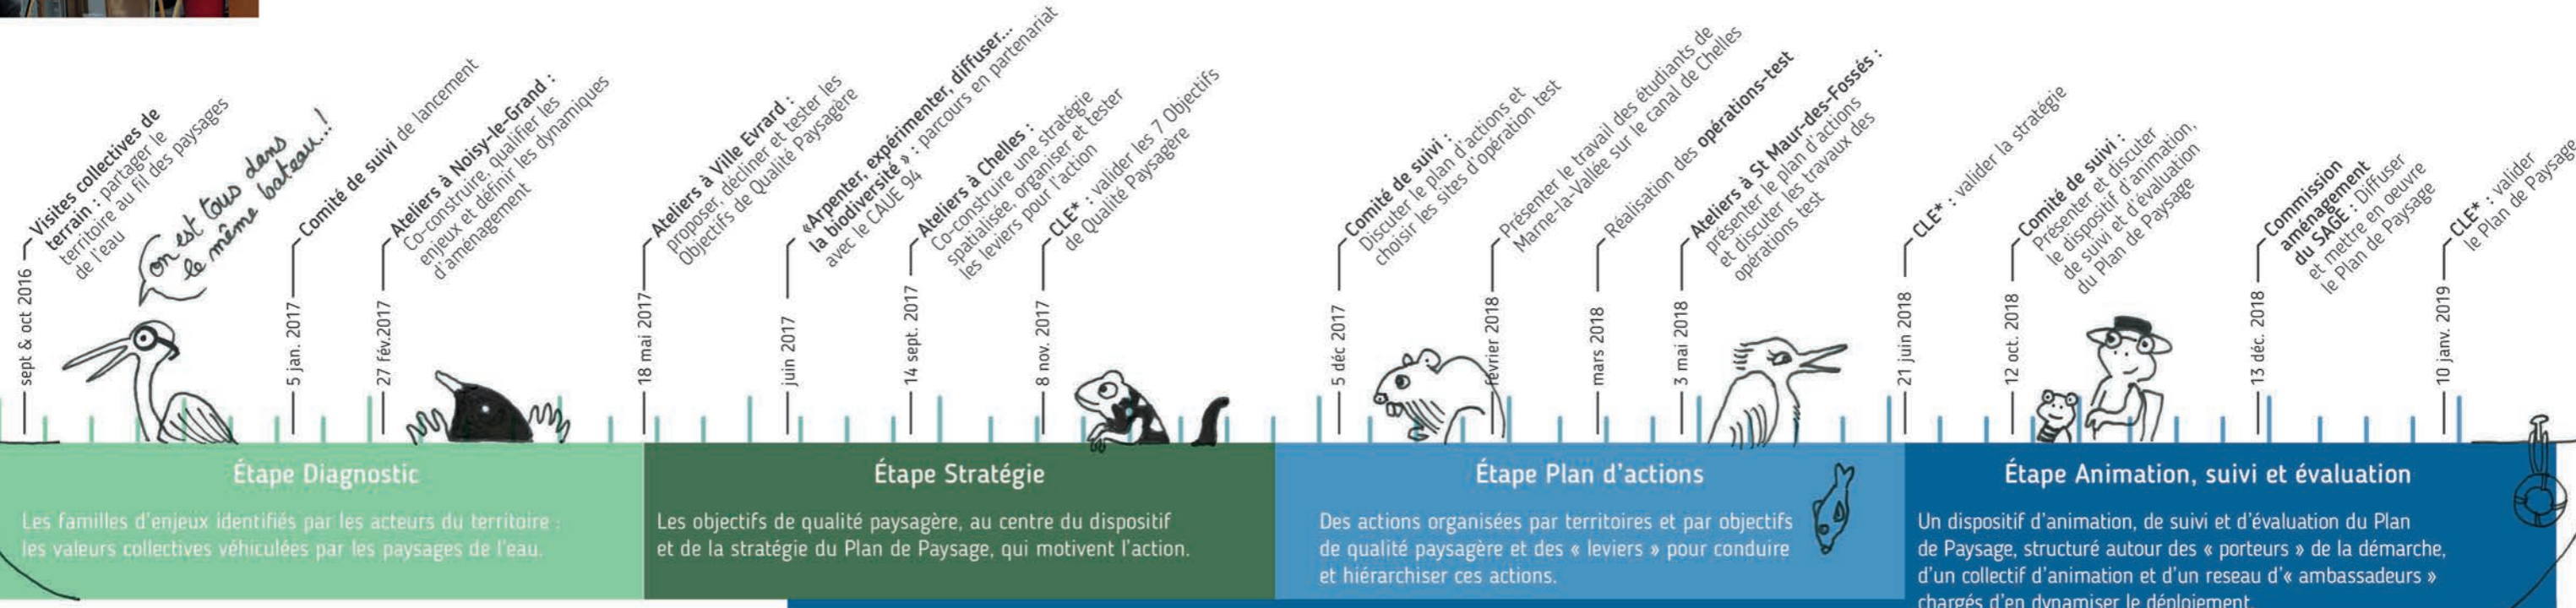 sept & oct 2016
Visites collectives de
terrain : partager le
territoire au fil des paysages
de l'eau
on est tous dans
le même bateau...!
5 jan. 2017
Comité de suivi de lancement
27 fév.2017
Ateliers à Noisy-le-Grand :
Co-construire, qualifier les
enjeux et définir les dynamiques
d'aménagement
18 mai 2017
Ateliers à Ville Evrard :
proposer, décliner et tester les
Objectifs de Qualité Paysagère
juin 2017
«Arpenter, expérimenter, diffuser...
la biodiversité » : parcours en partenariat
avec le CAUE 94
14 sept. 2017
Ateliers à Chelles :
Co-construire une stratégie
spatialisée, organiser et tester
les leviers pour l'action
8 nov. 2017
CLE* : valider les 7 Objectifs
de Qualité Paysagère
5 déc 2017
Comité de suivi :
Discuter le plan d'actions et
choisir les sites d'opération test
février 2018
Présenter le travail des étudiants de
Marne-la-Vallée sur le canal de Chelles
mars 2018
Réalisation des opérations-test
3 mai 2018
Ateliers à St Maur-des-Fossés :
présenter le plan d'actions
et discuter les travaux des
opérations test
21 juin 2018
CLE* : valider la stratégie
12 oct. 2018
Comité de suivi :
Présenter et discuter
le dispositif d'animation,
de suivi et d'évaluation
du Plan de Paysage
13 déc. 2018
Commission
aménagement
du SAGE : Diffuser
et mettre en oeuvre
le Plan de Paysage
10 janv. 2019
CLE* : valider
le Plan de Paysage
Étape Diagnostic
Les familles d'enjeux identifiés par les acteurs du territoire :
les valeurs collectives véhiculées par les paysages de l'eau.
Étape Stratégie
Les objectifs de qualité paysagère, au centre du dispositif
et de la stratégie du Plan de Paysage, qui motivent l'action.
Étape Plan d'actions
Des actions organisées par territoires et par objectifs
de qualité paysagère et des « leviers » pour conduire
et hiérarchiser ces actions.
Étape Animation, suivi et évaluation
Un dispositif d'animation, de suivi et d'évaluation du Plan
de Paysage, structuré autour des « porteurs » de la démarche,
d'un collectif d'animation et d'un reseau d'« ambassadeurs »
chargés d'en dynamiser le déploiement.